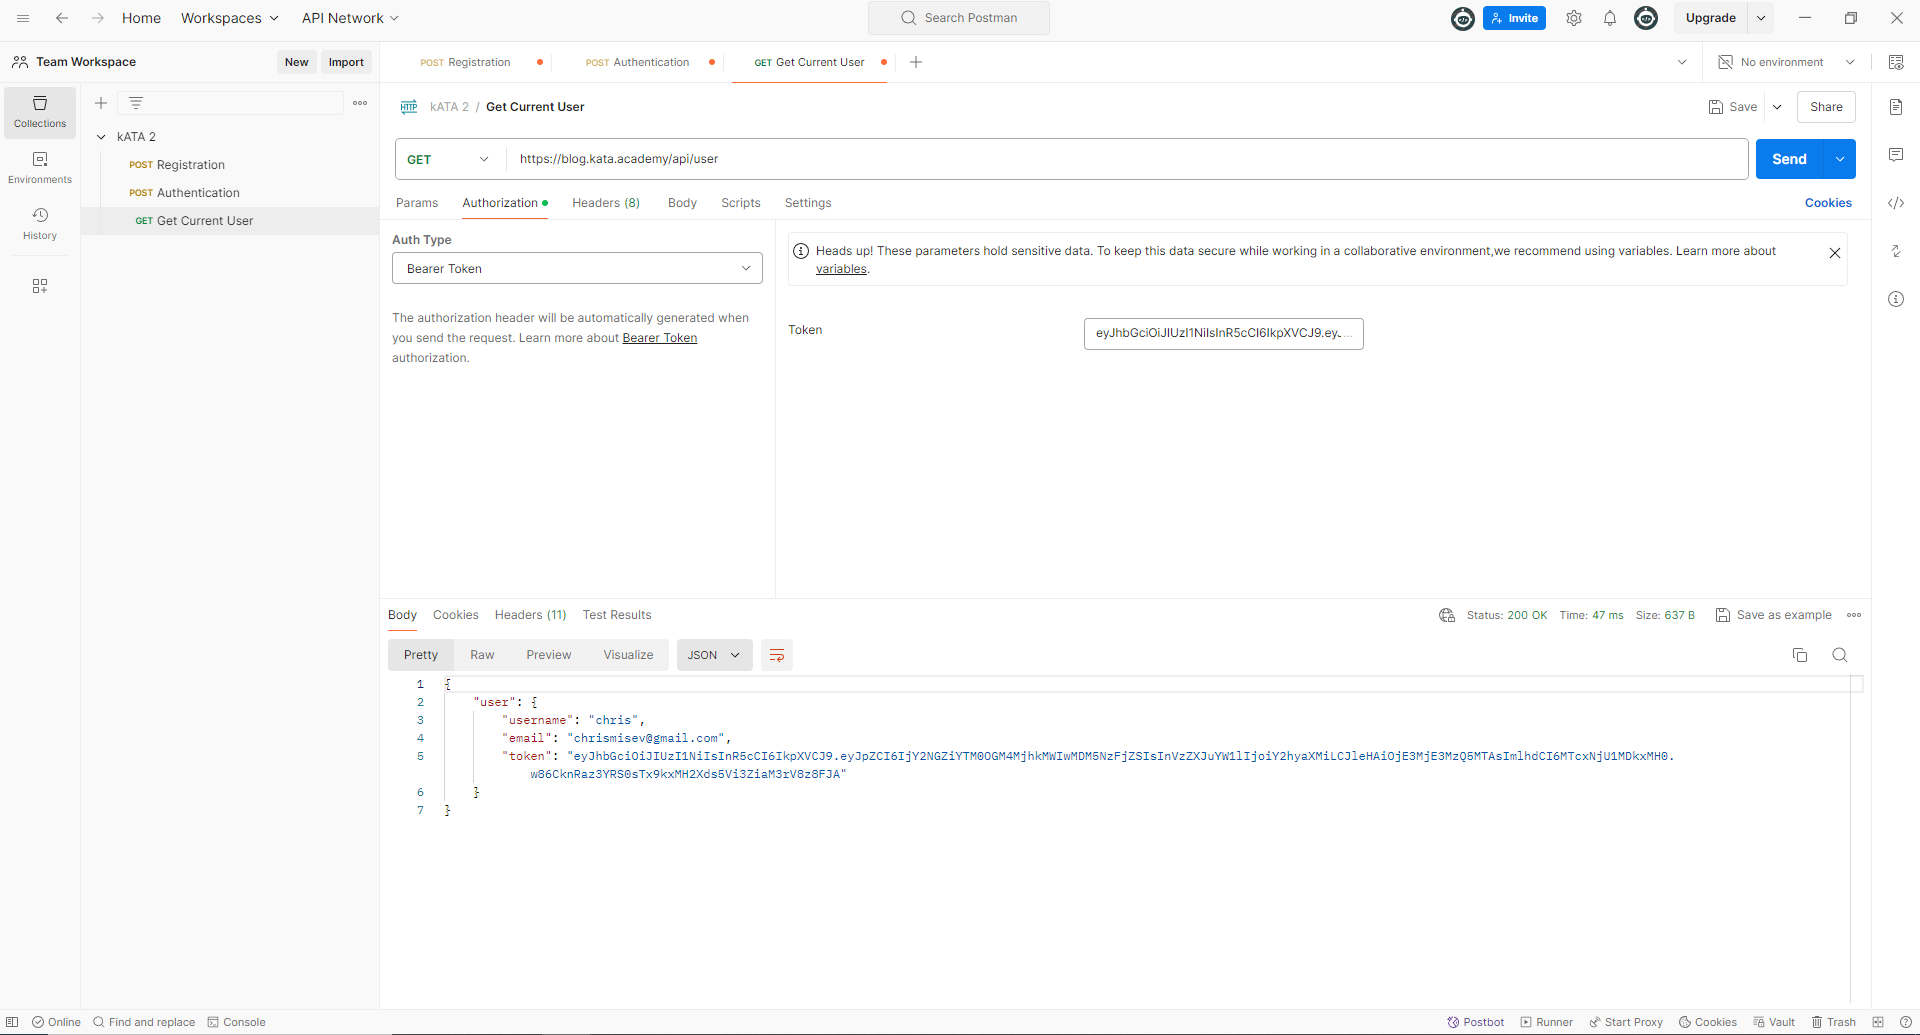 Home
Workspaces
API Network
Search Postman
Invite
Upgrade
Team Workspace
New
Import
POST Registration
POST Authentication
GET Get Current User
No environment
Collections
Environments
History
kATA 2
POST Registration
POST Authentication
GET Get Current User
HTTP
kATA 2 / Get Current User
Save
Share
GET
https://blog.kata.academy/api/user
Send
Params
Authorization
Headers (8)
Body
Scripts
Settings
Cookies
Auth Type
Bearer Token
The authorization header will be automatically generated when
you send the request. Learn more about Bearer Token
authorization.
Heads up! These parameters hold sensitive data. To keep this data secure while working in a collaborative environment,we recommend using variables. Learn more about
variables.
Token
eyJhbGciOiJIUzI1NiIsInR5cCI6IkpXVCJ9.ey...
Body
Cookies
Headers (11)
Test Results
Status: 200 OK
Time: 47 ms
Size: 637 B
Save as example
Pretty
Raw
Preview
Visualize
JSON
1 {
2 "user": {
3 "username": "chris",
4 "email": "chrismisev@gmail.com",
5 "token": "eyJhbGciOiJIUzI1NiIsInR5cCI6IkpXVCJ9.eyJpZCI6IjY2NGZiYTM0OGM4MjhkMWIwMDM5NzFjZSIsInVzZXJuYW1lIjoiY2hyaXMiLCJleHAiOjE3MjE3MzQ5MTAsImlhdCI6MTcxNjU1MDkxMH0.
w86CknRaz3YRS0sTx9kxMH2Xds5Vi3ZiaM3rV8z8FJA"
6 }
7 }
Online
Find and replace
Console
Postbot
Runner
Start Proxy
Cookies
Vault
Trash